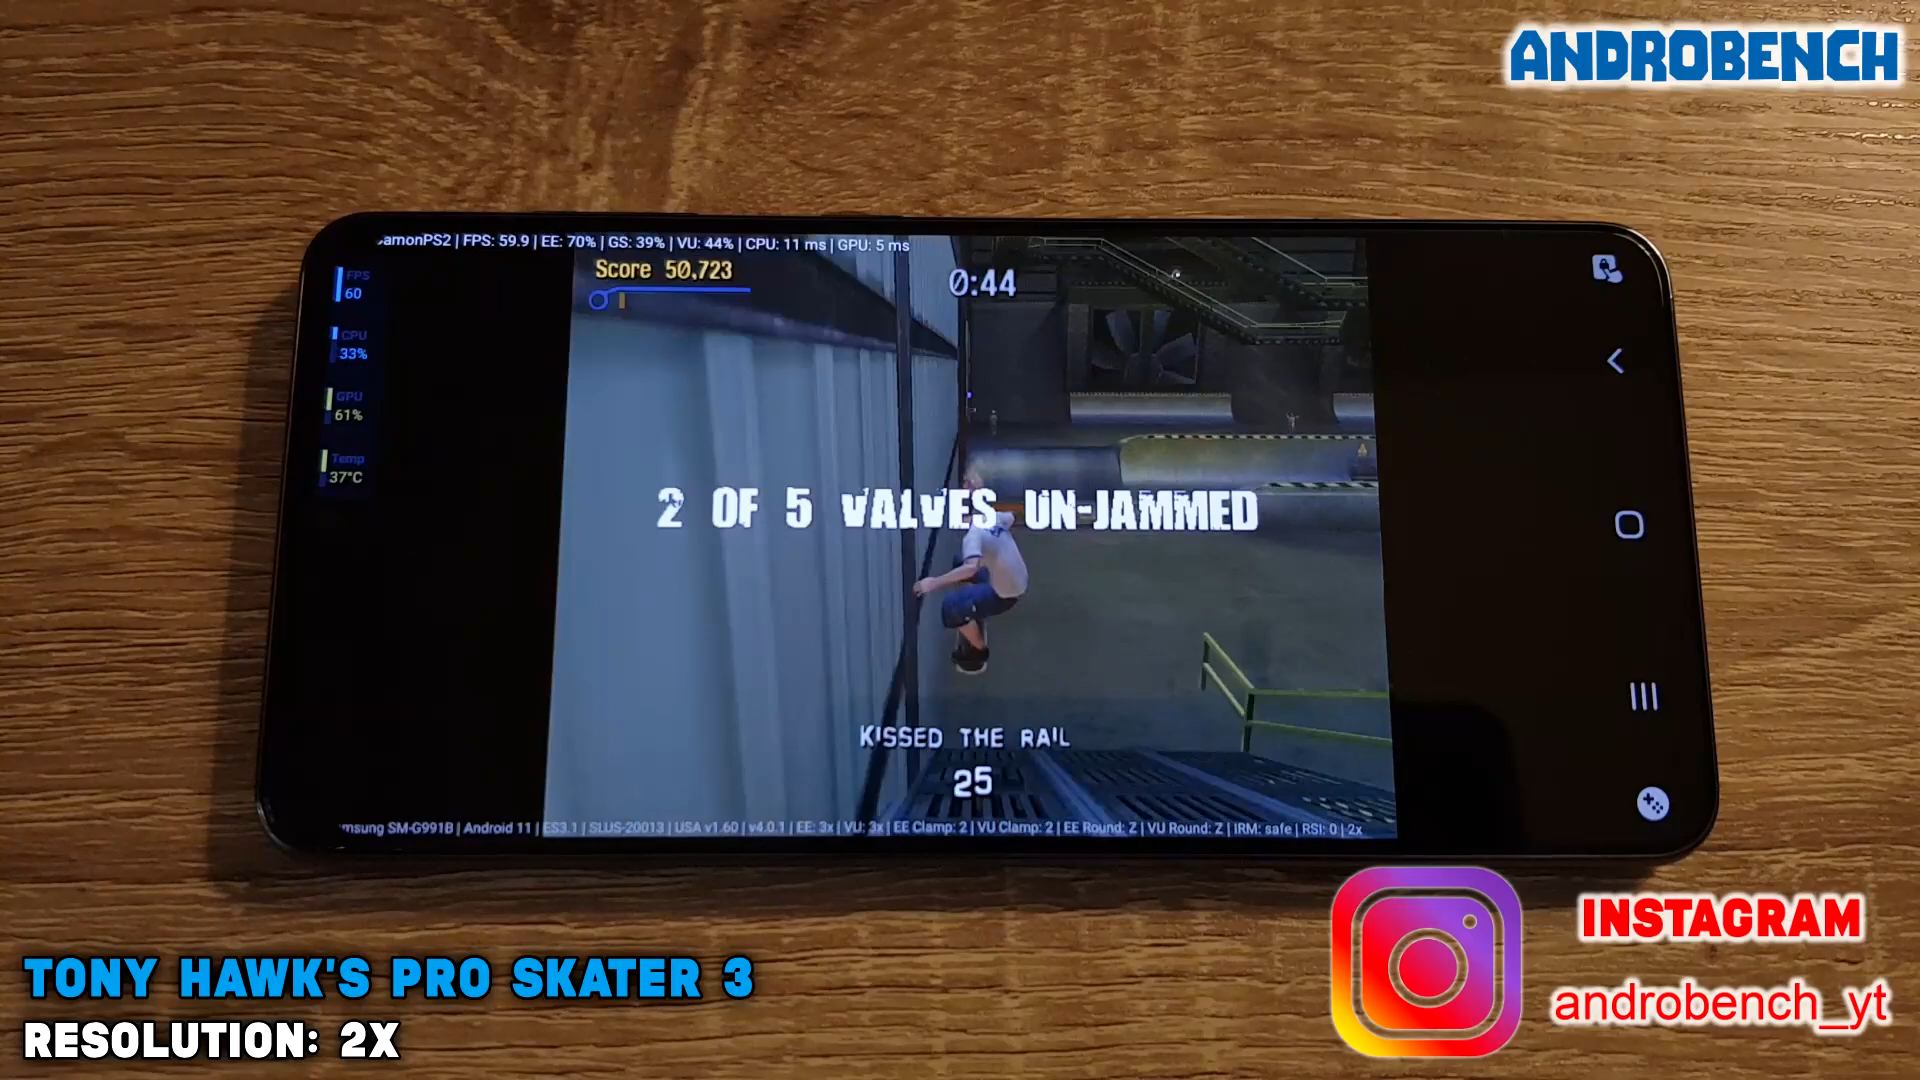 ANDROBENCH
amonPS2 | FPS: 59.9 | EE: 70% | GS: 39% | VU: 44% | CPU: 11 ms | GPU: 5 ms
FPS
60
CPU
33%
GPU
61%
Temp
37°C
Score 50,723
0:44
2 OF 5 VALVES UN-JAMMED
KISSED THE RAIL
25
msung SM-G991B | Android 11 | ES3.1 | SLUS-20013 | USA v1.60 | v4.0.1 | EE: 3x | VU: 3x | EE Clamp: 2 | VU Clamp: 2 | EE Round: Z | VU Round: Z | IRM: safe | RSI: 0 | 2x
TONY HAWK'S PRO SKATER 3
RESOLUTION: 2X
INSTAGRAM
androbench_yt